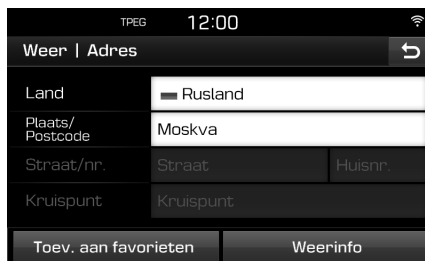 TPEG 12:00
Weer | Adres
Land Rusland
Plaats/
Postcode Moskva
Straat/nr. Straat Huisnr.
Kruispunt Kruispunt
Toev. aan favorieten Weerinfo